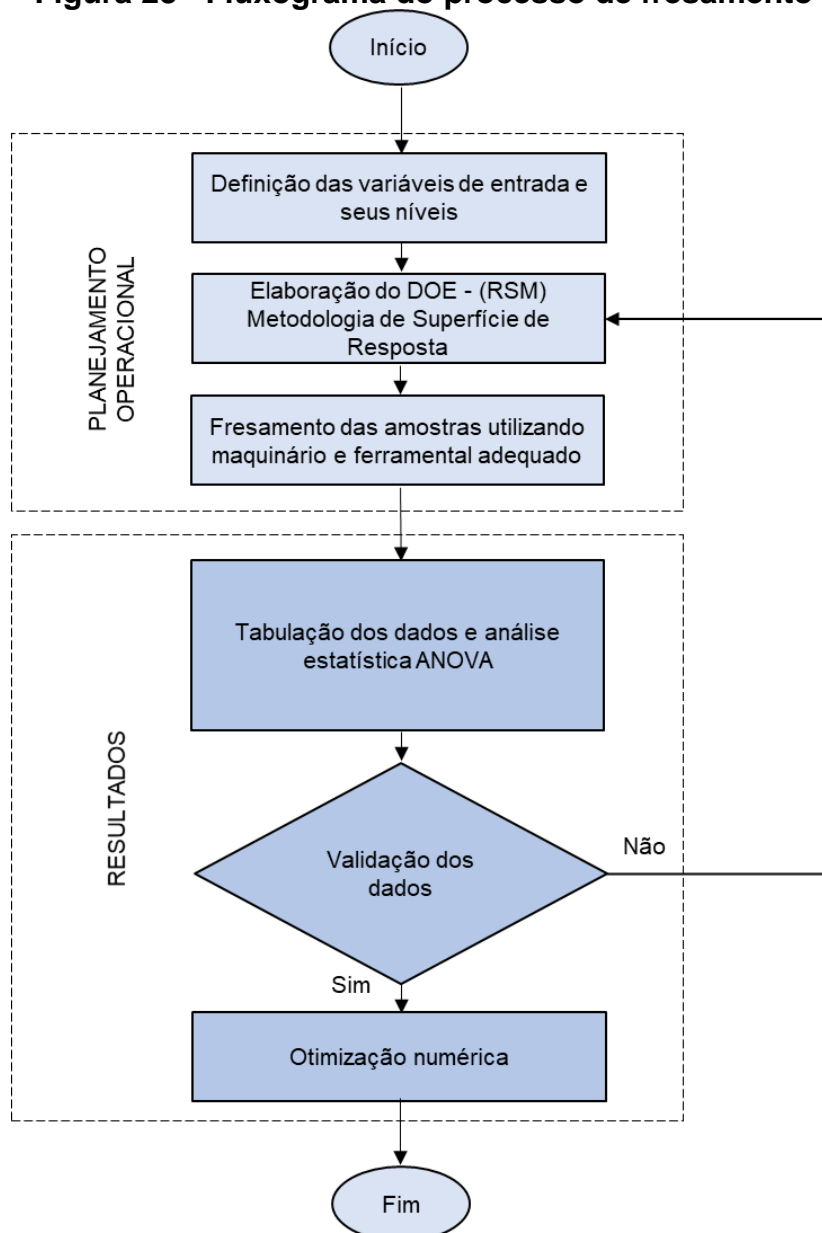 Início
Definição das variáveis de entrada e
seus níveis
PLANEJAMENTO
OPERACIONAL
Elaboração do DOE - (RSM)
Metodologia de Superfície de
Resposta
Fresamento das amostras utilizando
maquinário e ferramental adequado
Tabulação dos dados e análise
estatística ANOVA
RESULTADOS
Validação dos
dados
Não
Sim
Otimização numérica
Fim